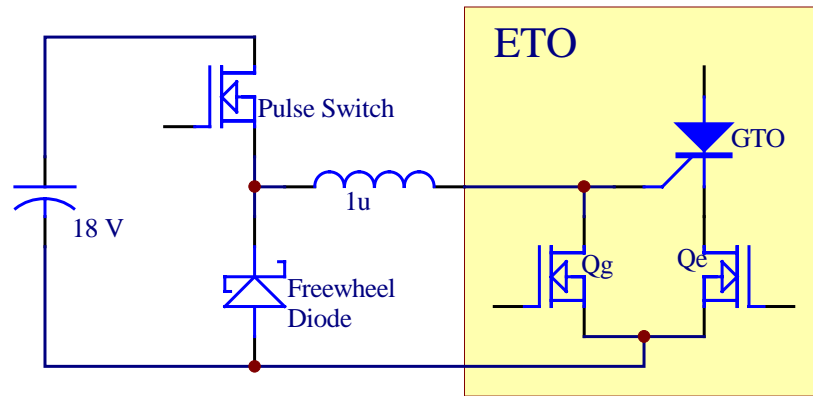 ETO
Pulse Switch
GTO
1u
18 V
Qg
Qe
Freewheel
Diode